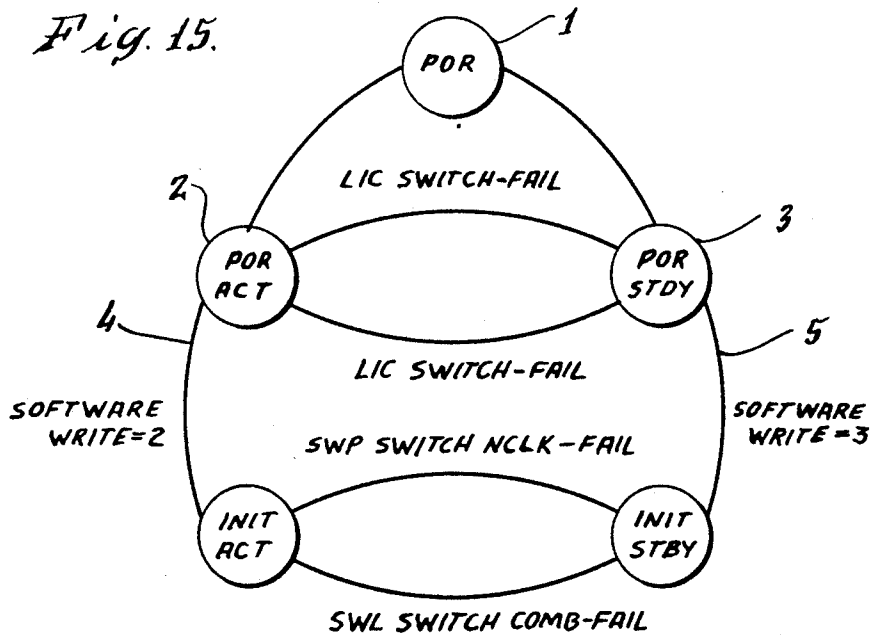 Fig. 15.
1
POR
LIC SWITCH-FAIL
2
3
POR
ACT
POR
STDY
4
5
LIC SWITCH-FAIL
SOFTWARE
WRITE=2
SOFTWARE
WRITE=3
SWP SWITCH NCLK-FAIL
INIT
ACT
INIT
STBY
SWL SWITCH COMB-FAIL